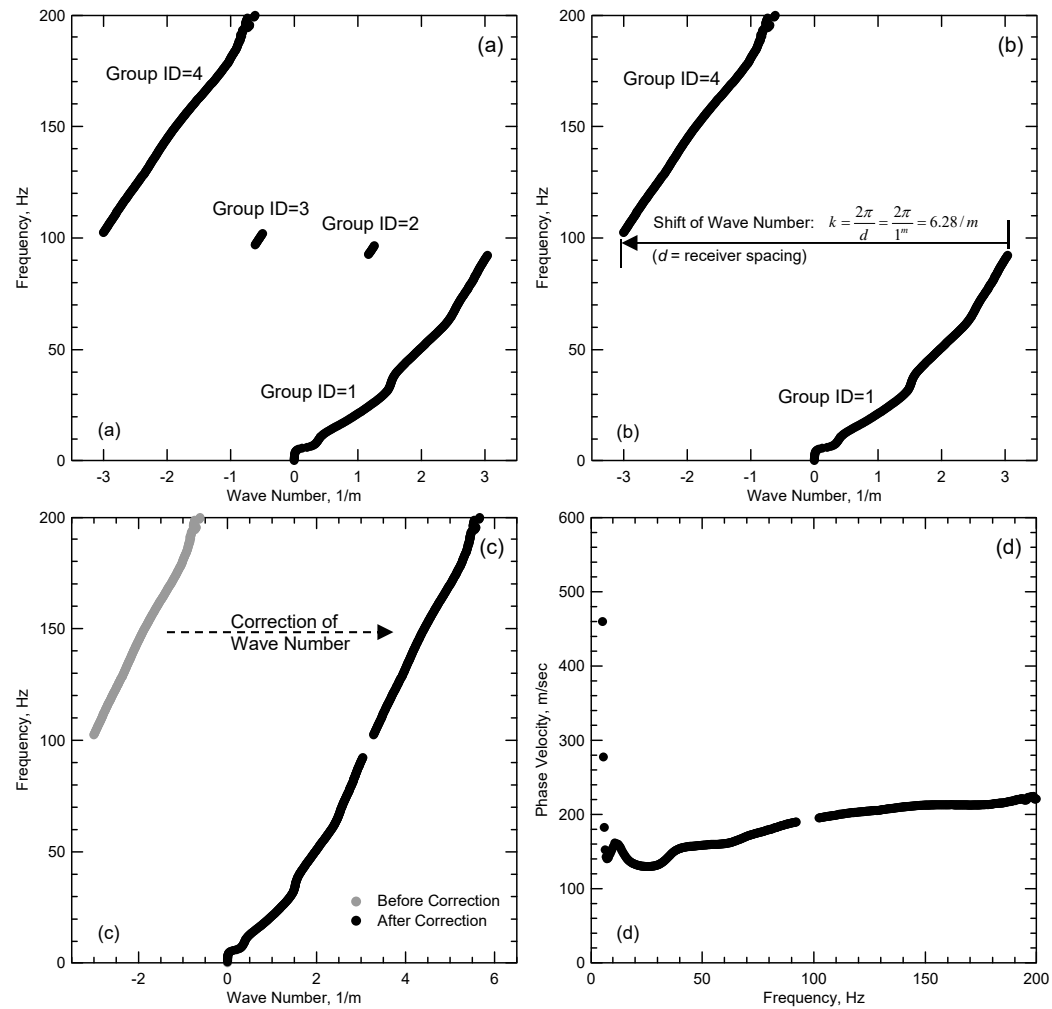 200
150
100
50
0
Frequency, Hz
(a)
Group ID=4
Group ID=3
Group ID=2
Group ID=1
(a)
-3 -2 -1 0 1 2 3
Wave Number, 1/m
200
150
100
50
0
Frequency, Hz
(b)
Group ID=4
Shift of Wave Number: k = 2π/d = 2π/1ᵐ = 6.28/m
(d = receiver spacing)
Group ID=1
(b)
-3 -2 -1 0 1 2 3
Wave Number, 1/m
200
150
100
50
0
Frequency, Hz
(c)
Correction of
Wave Number
Before Correction
After Correction
(c)
-2 0 2 4 6
Wave Number, 1/m
600
500
400
300
200
100
0
Phase Velocity, m/sec
(d)
(d)
0 50 100 150 200
Frequency, Hz